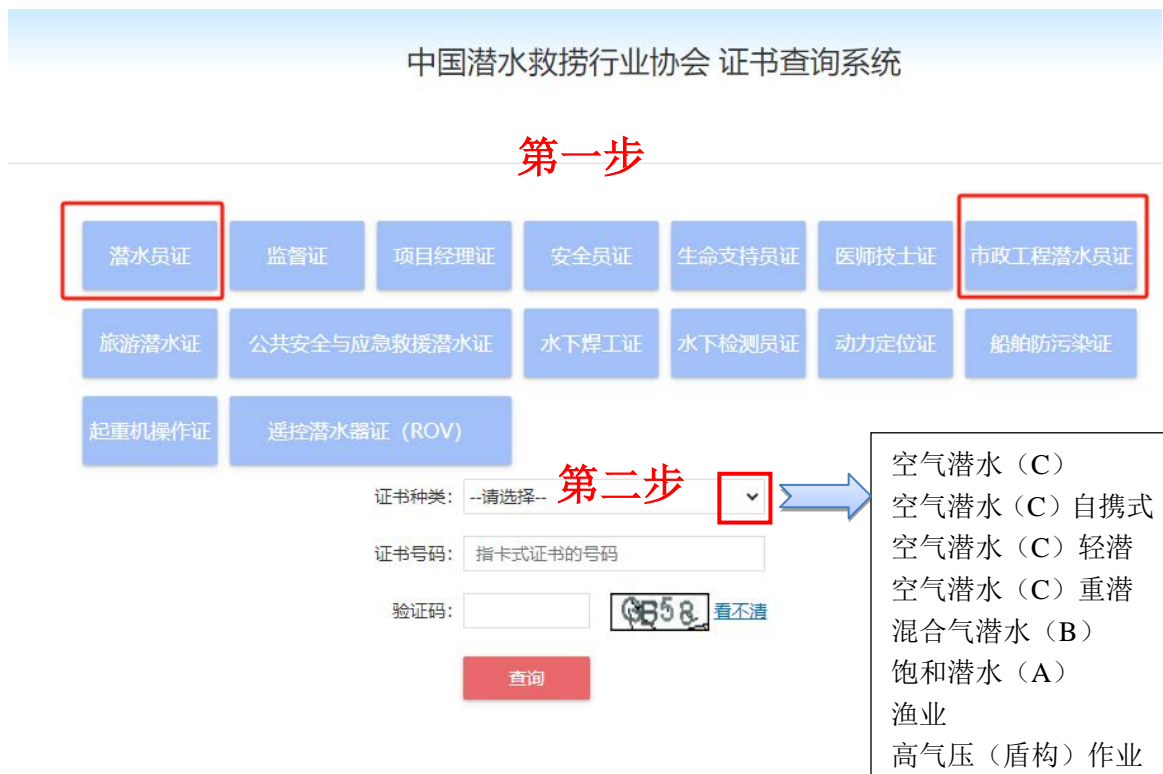 中国潜水救捞行业协会 证书查询系统
第一步
潜水员证 监督证 项目经理证 安全员证 生命支持员证 医师技士证 市政工程潜水员证
旅游潜水证 公共安全与应急救援潜水证 水下焊工证 水下检测员证 动力定位证 船舶防污染证
起重机操作证 遥控潜水器证（ROV）
证书种类： --请选择-- 第二步
证书号码： 指卡式证书的号码
验证码： GB58 看不清
查询
空气潜水（C）
空气潜水（C）自携式
空气潜水（C）轻潜
空气潜水（C）重潜
混合气潜水（B）
饱和潜水（A）
渔业
高气压（盾构）作业